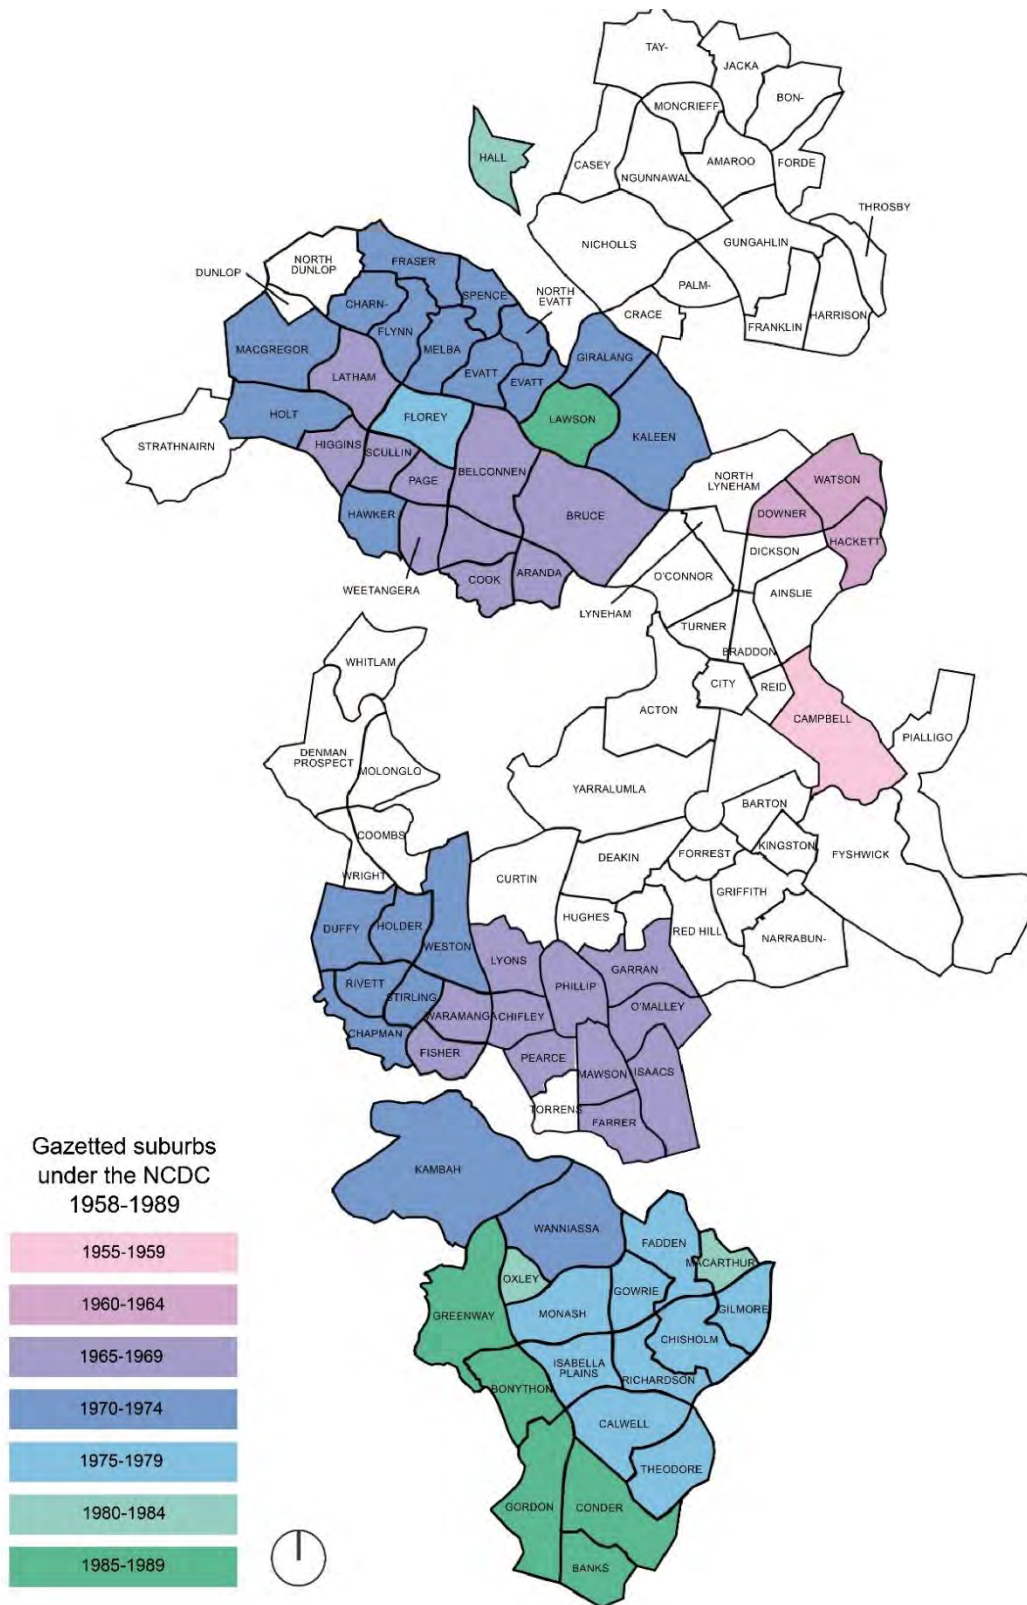 TAY-
JACKA
BON-
MONCRIEFF
HALL
CASEY
AMAROO
FORDE
NGUNNAWAL
THROSBY
NICHOLLS
GUNGAHLIN
NORTH
DUNLOP
FRASER
DUNLOP
PALM-
SPENCE
NORTH
EVATT
CHARN-
CRACE
HARRISON
FRANKLIN
FLYNN
MACGREGOR
MELBA
GIRALANG
LATHAM
EVATT
EVATT
HOLT
FLOREY
LAWSON
KALEEN
STRATHNAIRN
HIGGINS
SCULLIN
BELCONNEN
PAGE
NORTH
LYNEHAM
WATSON
HAWKER
BRUCE
DOWNER
HACKETT
DICKSON
WEETANGERA
COOK
ARANDA
O'CONNOR
AINSLIE
LYNEHAM
TURNER
BRADDON
WHITLAM
CITY
REID
ACTON
CAMPBELL
PIALLIGO
DENMAN
PROSPECT
MOLONGLO
YARRALUMLA
BARTON
COOMBS
KINGSTON
FORREST
DEAKIN
FYSHWICK
WRIGHT
CURTIN
GRIFFITH
HUGHES
DUFFY
HOLDER
RED HILL
NARRABUN-
WESTON
LYONS
GARRAN
RIVETT
PHILLIP
STIRLING
O'MALLEY
WARAMANGA
CHIFLEY
CHAPMAN
FISHER
PEARCE
MAWSON
ISAACS
TORRENS
FARRER
KAMBAH
WANNIASSA
FADDEN
MACARTHUR
OXLEY
GOWRIE
GREENWAY
MONASH
GILMORE
CHISHOLM
ISABELLA
PLAINS
RICHARDSON
BONYTHON
CALWELL
THEODORE
GORDON
CONDER
BANKS
Gazetted suburbs
under the NCDC
1958-1989
1955-1959
1960-1964
1965-1969
1970-1974
1975-1979
1980-1984
1985-1989